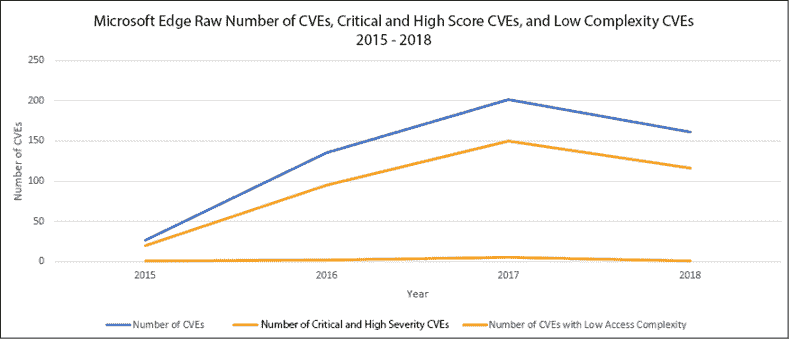 Microsoft Edge Raw Number of CVEs, Critical and High Score CVEs, and Low Complexity CVEs
2015 - 2018
250
200
150
100
50
0
Number of CVEs
2015 2016 2017 2018
Year
Number of CVEs Number of Critical and High Severity CVEs Number of CVEs with Low Access Complexity